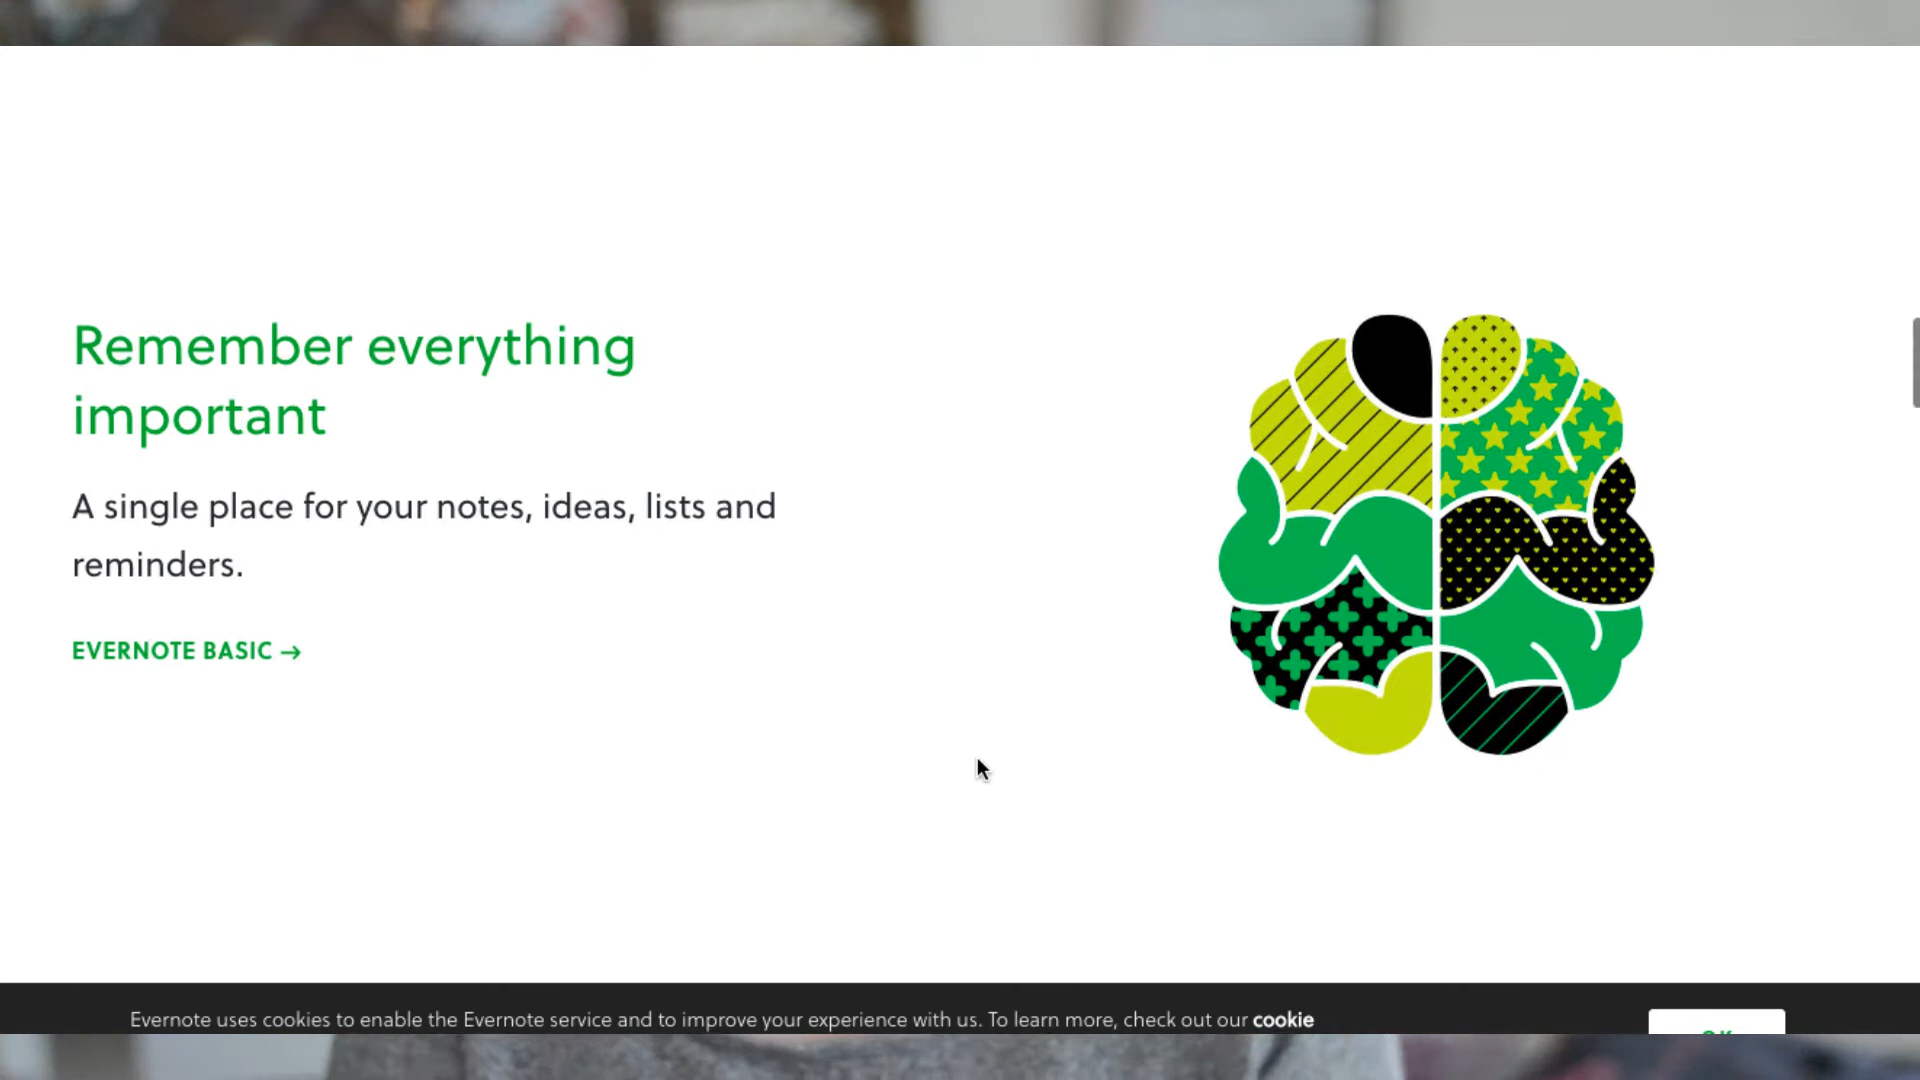 Remember everything
important
A single place for your notes, ideas, lists and
reminders.
EVERNOTE BASIC →
Evernote uses cookies to enable the Evernote service and to improve your experience with us. To learn more, check out our cookie